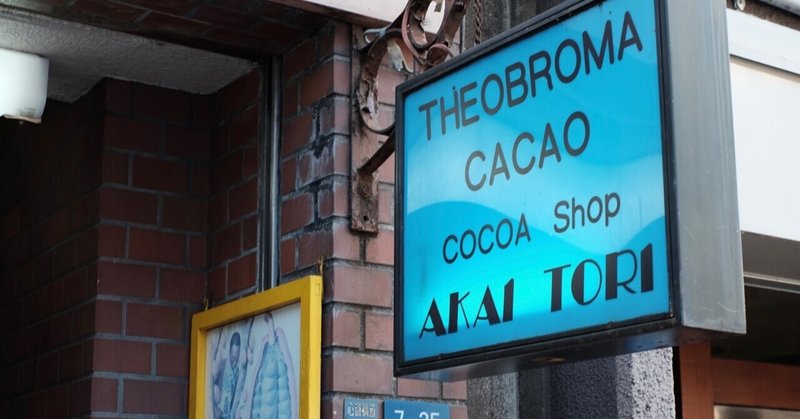 THEOBROMA
CACAO
COCOA Shop
AKAI TORI